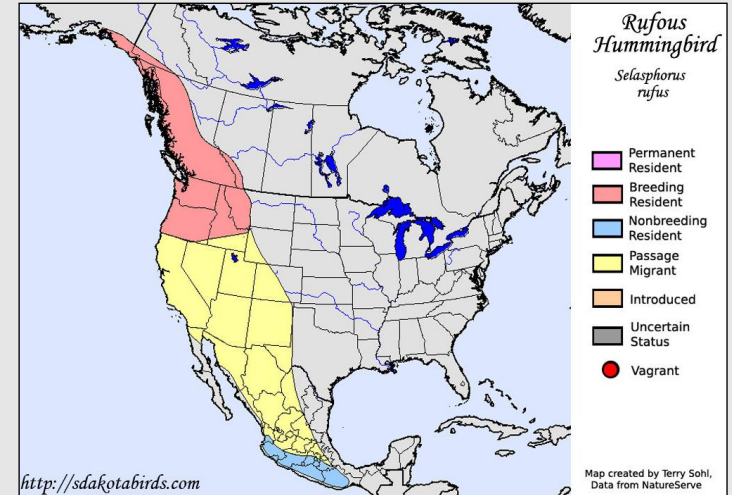 Rufous
Hummingbird
Selasphorus
rufus
Permanent
Resident
Breeding
Resident
Nonbreeding
Resident
Passage
Migrant
Introduced
Uncertain
Status
Vagrant
Map created by Terry Sohl,
Data from NatureServe
http://sdakotabirds.com